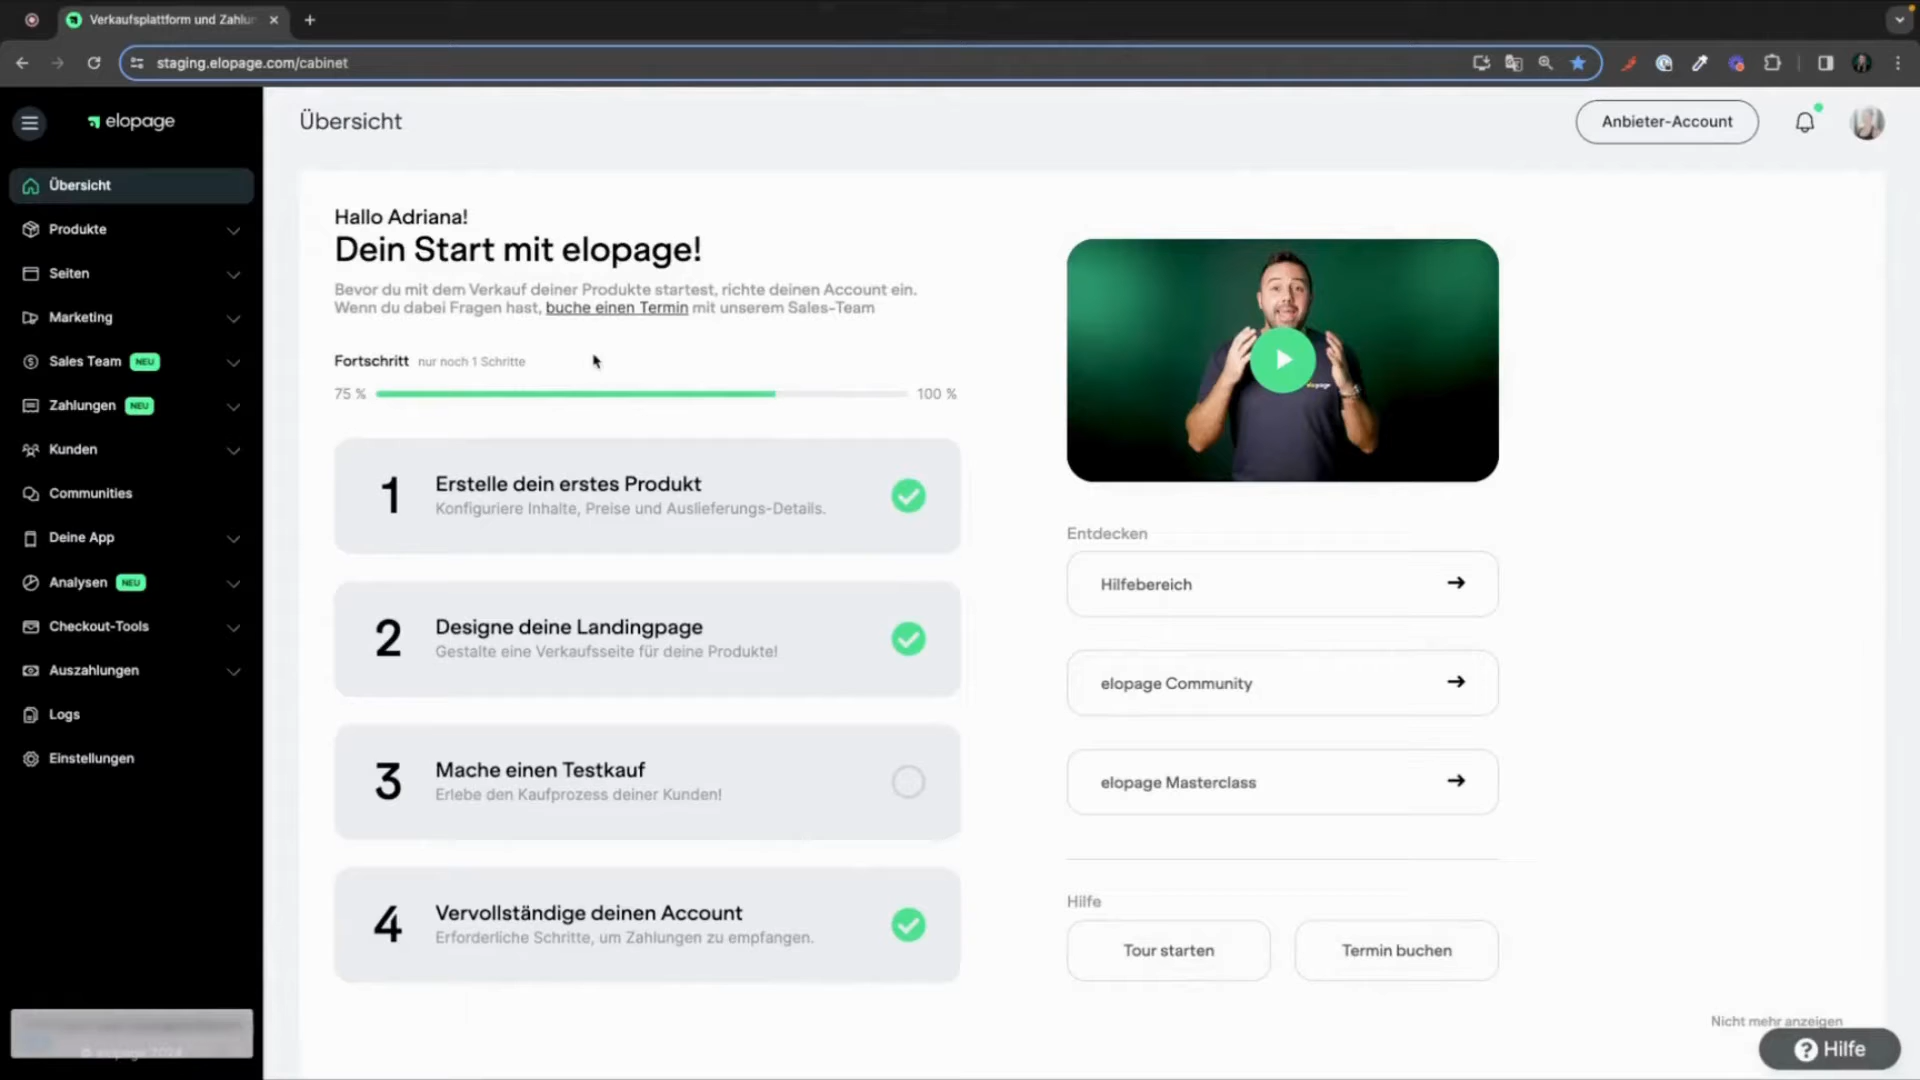 Verkaufsplattform und Zahlun
staging.elopage.com/cabinet
elopage
Übersicht
Produkte
Seiten
Marketing
Sales Team NEU
Zahlungen NEU
Kunden
Communities
Deine App
Analysen NEU
Checkout-Tools
Auszahlungen
Logs
Einstellungen
Übersicht
Anbieter-Account
Hallo Adriana!
Dein Start mit elopage!
Bevor du mit dem Verkauf deiner Produkte startest, richte deinen Account ein.
Wenn du dabei Fragen hast, buche einen Termin mit unserem Sales-Team
Fortschritt nur noch 1 Schritte
75 % 100 %
1 Erstelle dein erstes Produkt
Konfiguriere Inhalte, Preise und Auslieferungs-Details.
2 Designe deine Landingpage
Gestalte eine Verkaufsseite für deine Produkte!
3 Mache einen Testkauf
Erlebe den Kaufprozess deiner Kunden!
4 Vervollständige deinen Account
Erforderliche Schritte, um Zahlungen zu empfangen.
elopage
Entdecken
Hilfebereich
elopage Community
elopage Masterclass
Hilfe
Tour starten
Termin buchen
Nicht mehr anzeigen
Hilfe